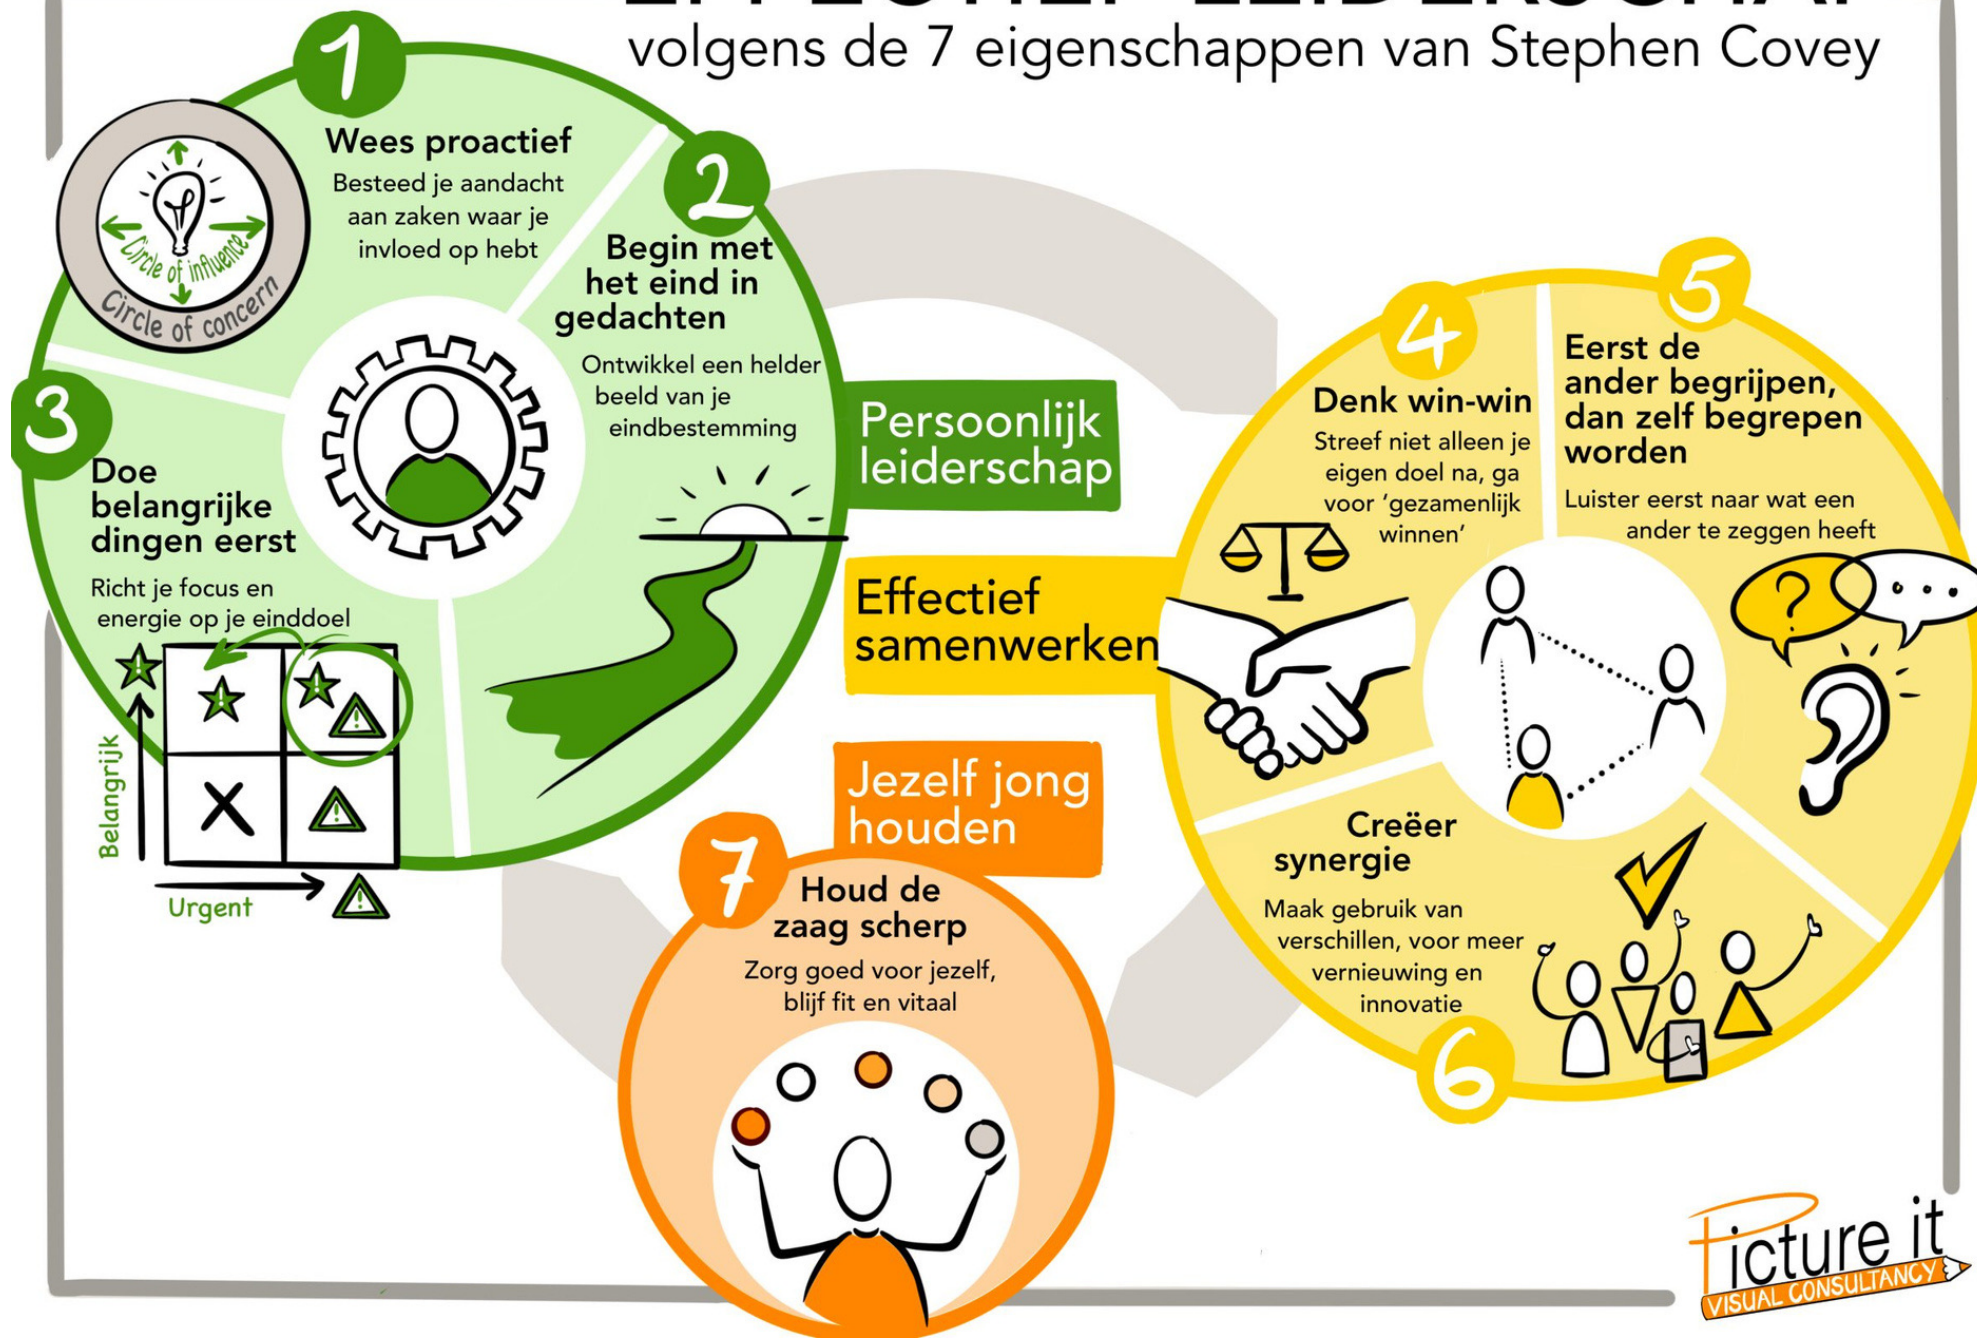 EFFECTIEF LEIDERSCHAP
volgens de 7 eigenschappen van Stephen Covey
1
Wees proactief
Besteed je aandacht
aan zaken waar je
invloed op hebt
Circle of influence
Circle of concern
2
Begin met
het eind in
gedachten
Ontwikkel een helder
beeld van je
eindbestemming
3
Doe
belangrijke
dingen eerst
Richt je focus en
energie op je einddoel
Belangrijk
Urgent
Persoonlijk
leiderschap
Effectief
samenwerken
Jezelf jong
houden
4
Denk win-win
Streef niet alleen je
eigen doel na, ga
voor ‘gezamenlijk
winnen’
5
Eerst de
ander begrijpen,
dan zelf begrepen
worden
Luister eerst naar wat een
ander te zeggen heeft
?
...
Creëer
synergie
Maak gebruik van
verschillen, voor meer
vernieuwing en
innovatie
6
7
Houd de
zaag scherp
Zorg goed voor jezelf,
blijf fit en vitaal
Picture it
VISUAL CONSULTANCY